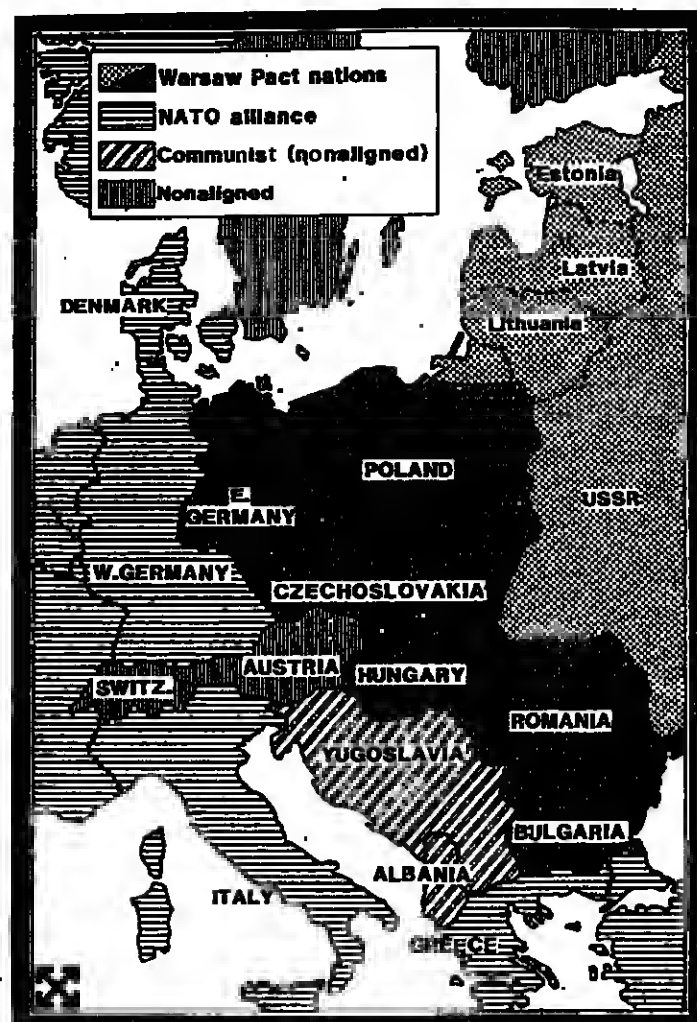 Warsaw Pact nations
NATO alliance
Communist (nonaligned)
Nonaligned
Estonia
Latvia
DENMARK
Lithuania
POLAND
E.
GERMANY
USSR
W.GERMANY
CZECHOSLOVAKIA
AUSTRIA
HUNGARY
SWITZ.
ROMANIA
YUGOSLAVIA
BULGARIA
ALBANIA
ITALY
GREECE